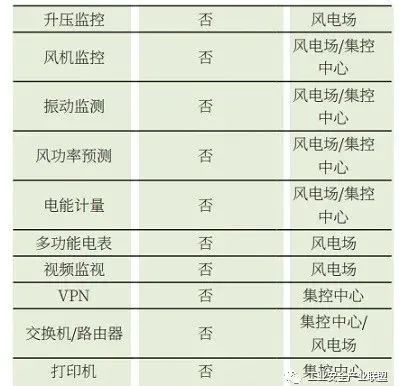 升压监控 否 风电场
风机监控 否 风电场/集控
中心
振动监测 否 风电场/集控
中心
风功率预测 否 风电场/集控
中心
电能计量 否 风电场/集控
中心
多功能电表 否 风电场
视频监视 否 风电场
VPN 否 集控中心
交换机/路由器 否 集控中心/
风电场
打印机 否 集控中心
工业安全产业联盟